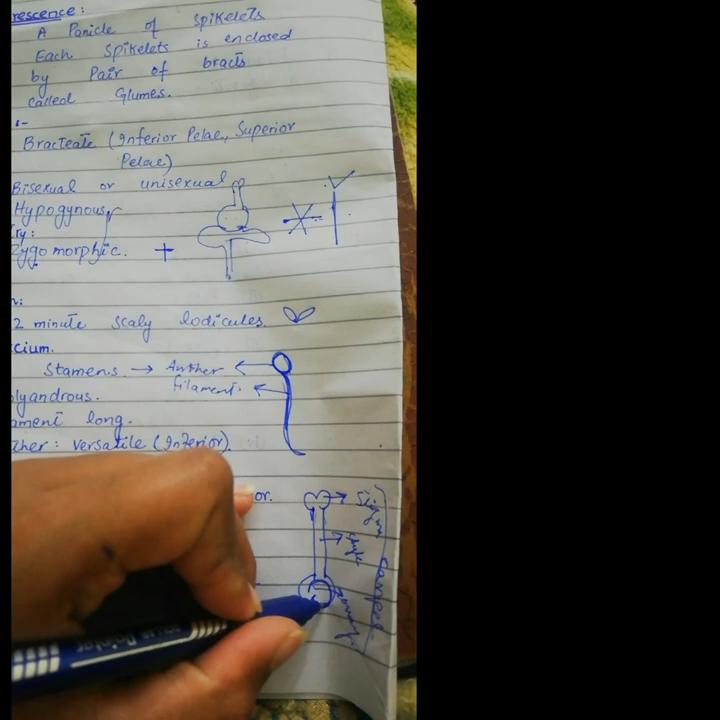 rescence:
A Panicle of Spikelets
Each Spikelets is enclosed
by Pair of bracts
called Glumes.
:-
Bracteate (Inferior Pelae, Superior
Pelae)
Bisexual or unisexual
Hypogynous
ry:
Zygomorphic. +
n:
2 minute scaly lodicules.
cium.
Stamens → Anther
filament.
lyandrous.
ament long.
ther: Versatile (Inferior).
or.
Stigma
Style
Ovary
Carpel